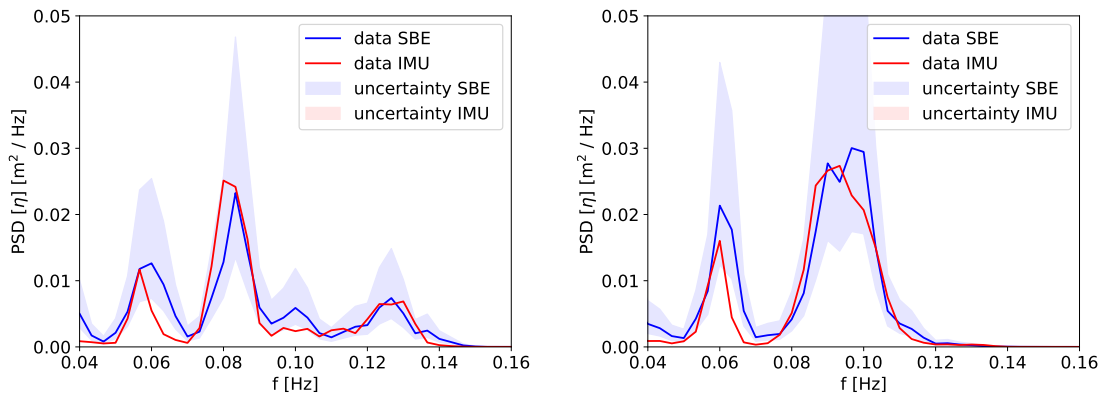 0.05
0.04
0.03
0.02
0.01
0.00
PSD [η] [m² / Hz]
0.04 0.06 0.08 0.10 0.12 0.14 0.16
f [Hz]
data SBE
data IMU
uncertainty SBE
uncertainty IMU
0.05
0.04
0.03
0.02
0.01
0.00
PSD [η] [m² / Hz]
0.04 0.06 0.08 0.10 0.12 0.14 0.16
f [Hz]
data SBE
data IMU
uncertainty SBE
uncertainty IMU